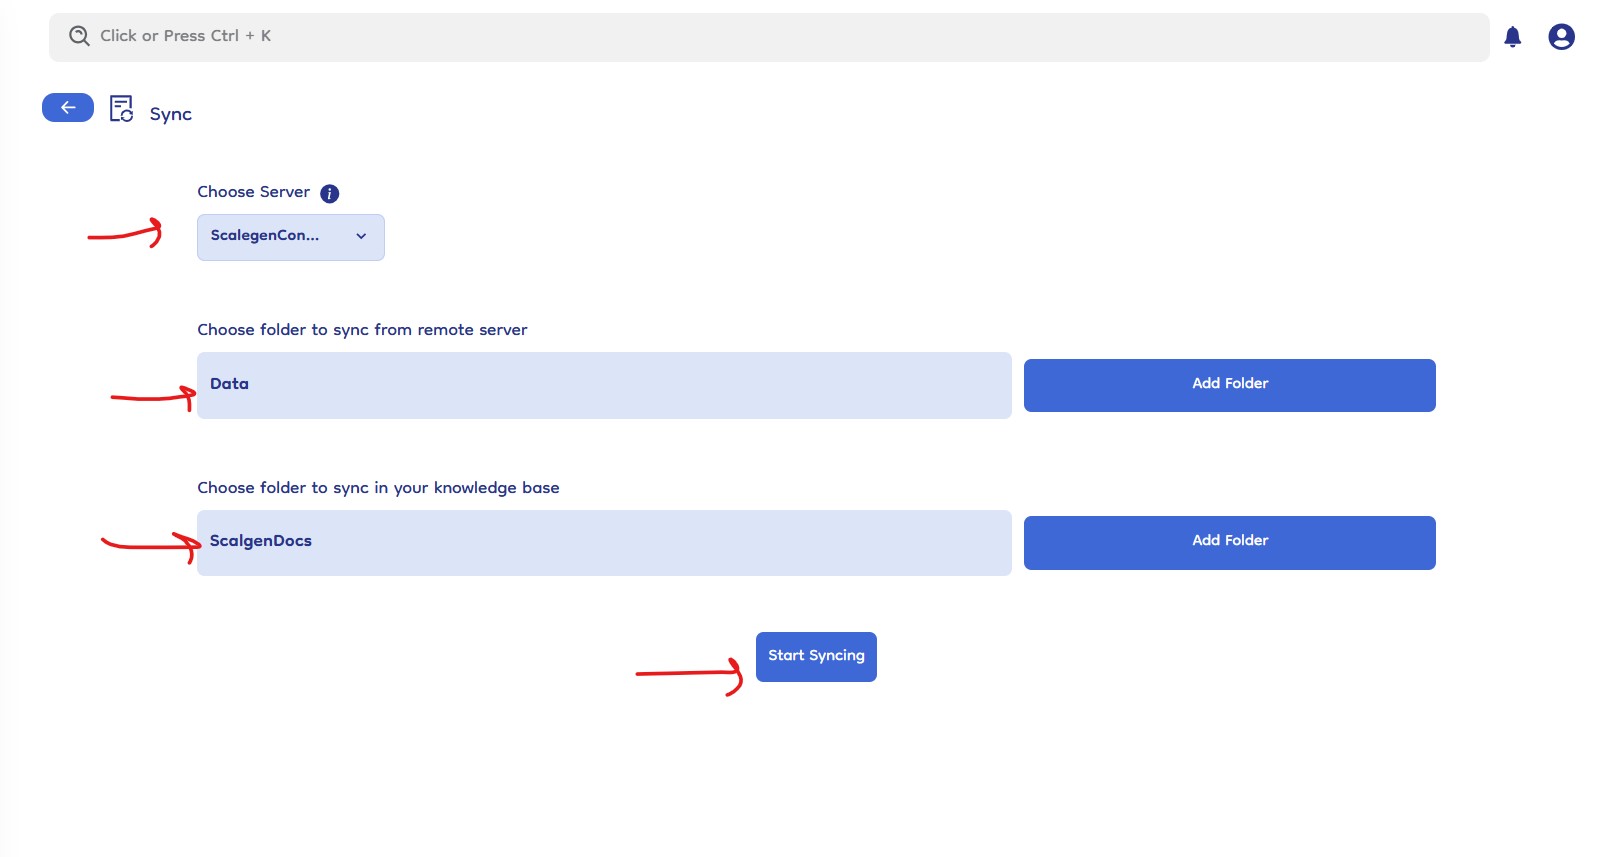 Click or Press Ctrl + K
Sync
Choose Server i
ScalegenCon...
Choose folder to sync from remote server
Data
Add Folder
Choose folder to sync in your knowledge base
ScalgenDocs
Add Folder
Start Syncing